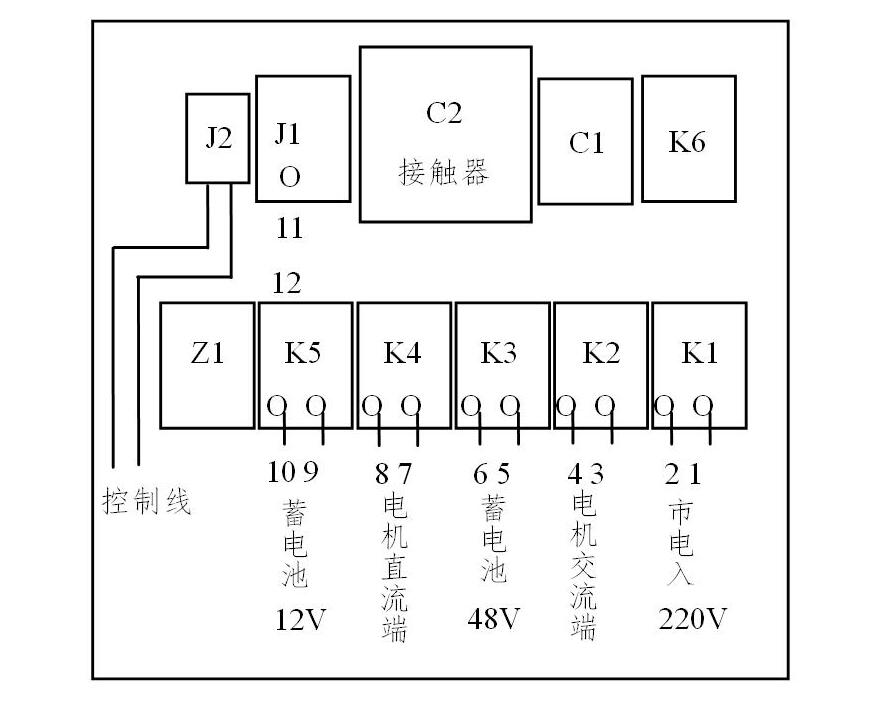 J2
J1
O
C2
接触器
C1
K6
11
12
Z1
K5
K4
K3
K2
K1
控制线
10 9
蓄电池
12V
8 7
电机直流端
6 5
蓄电池
48V
4 3
电机交流端
2 1
市电入
220V